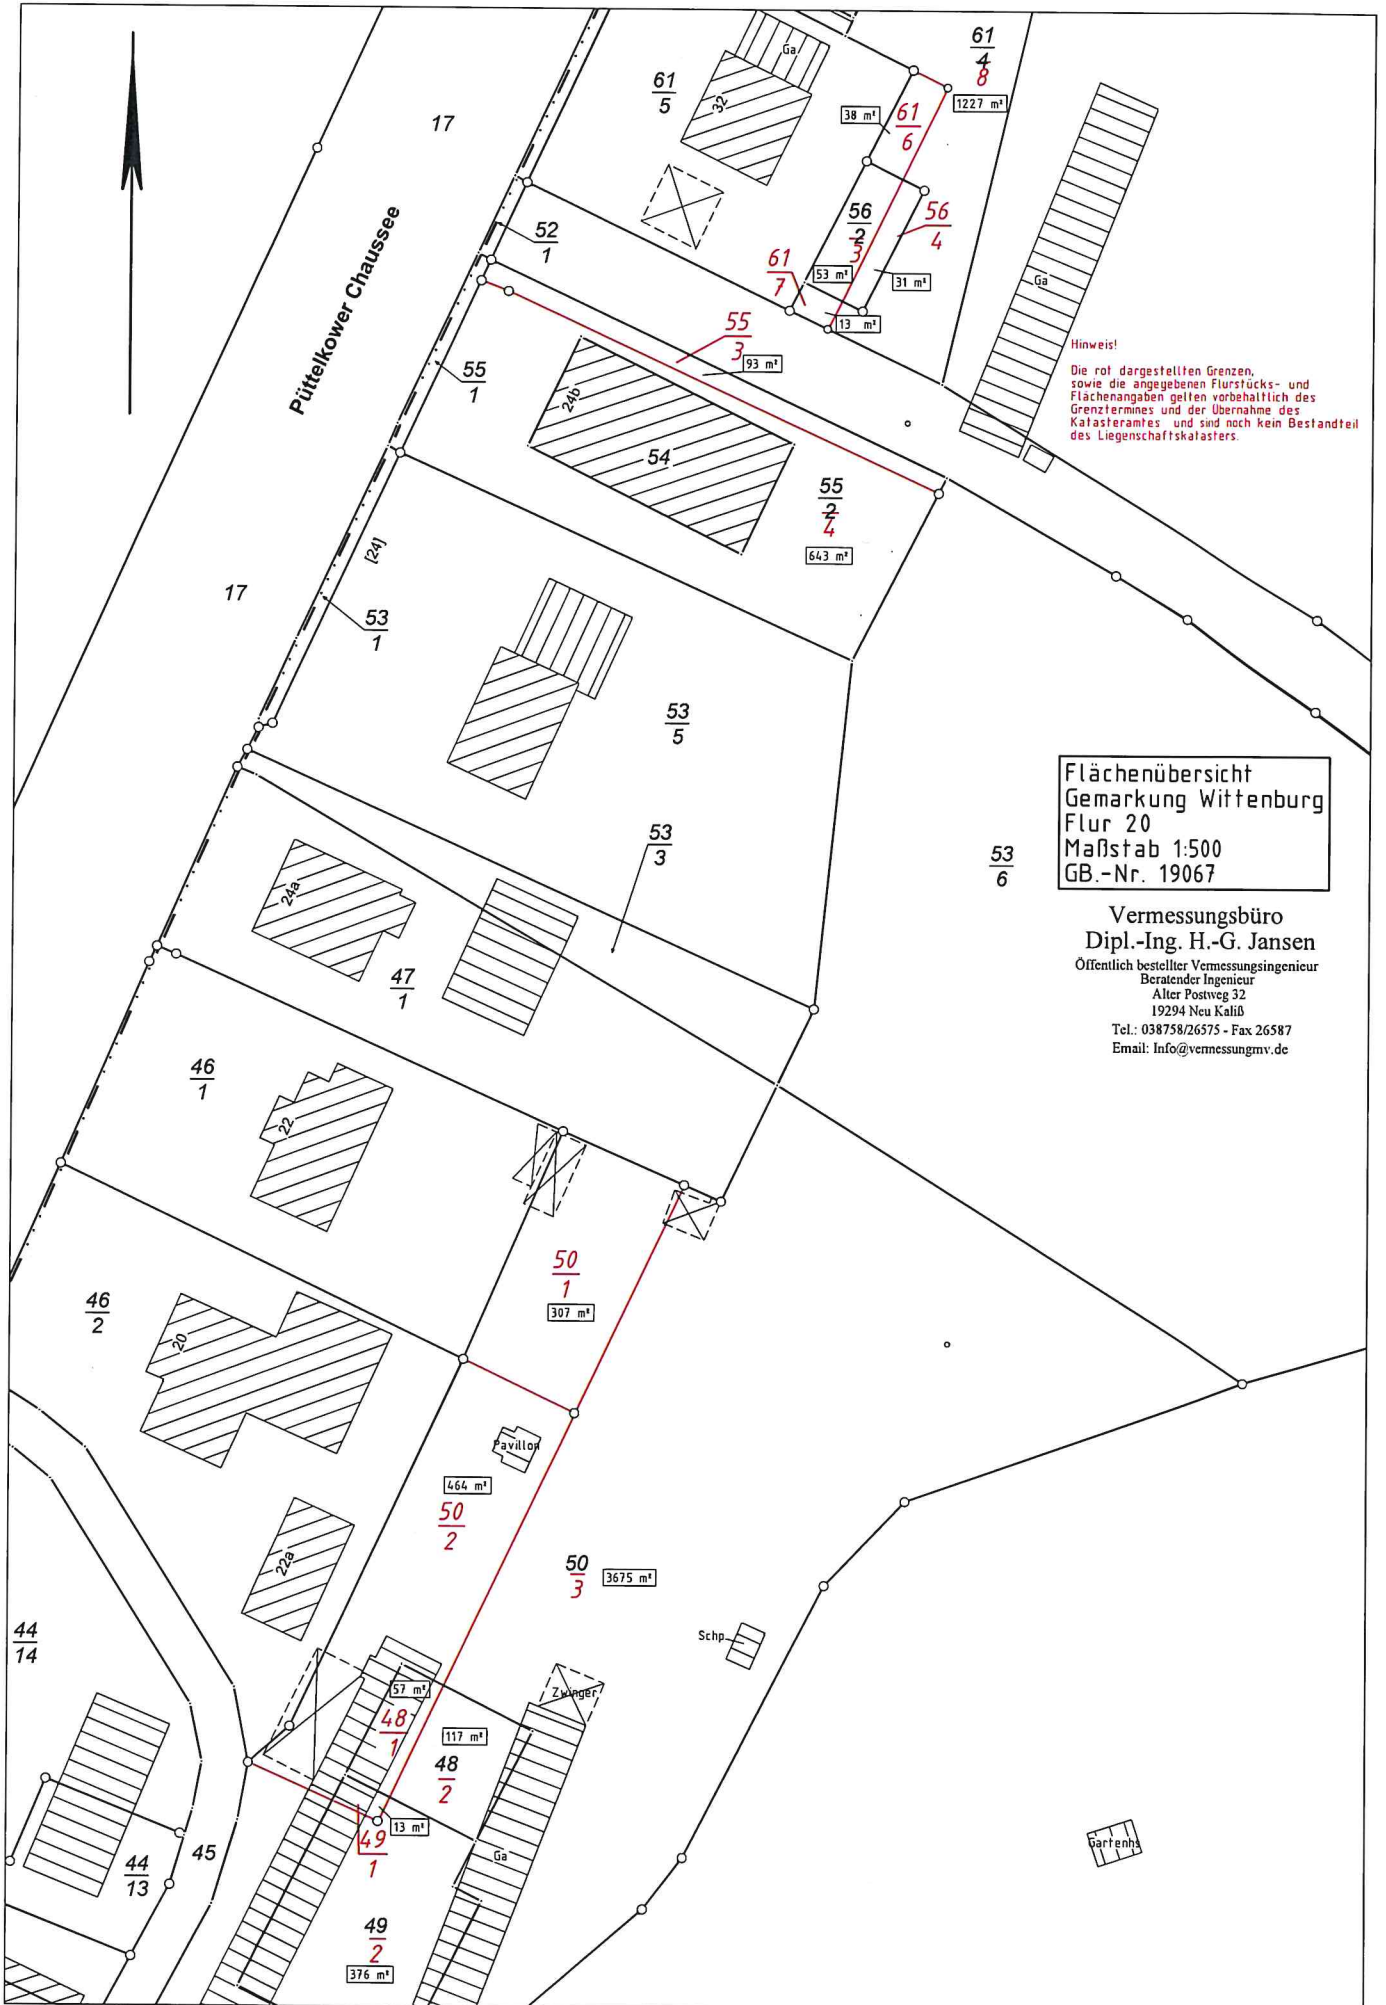 61
4
8
1227 m²
Ga
61
5
32
38 m²
61
6
17
56
2
3
56
4
52
1
61
7
53 m²
31 m²
13 m²
Ga
Püttelkower Chaussee
55
3
93 m²
Hinweis!
Die rot dargestellten Grenzen,
sowie die angegebenen Flurstücks- und
Flächenangaben gelten vorbehaltlich des
Grenztermines und der Übernahme des
Katasteramtes und sind noch kein Bestandteil
des Liegenschaftskatasters.
55
1
24b
54
55
2
4
643 m²
[24]
17
53
1
53
5
53
3
53
6
Flächenübersicht
Gemarkung Wittenburg
Flur 20
Maßstab 1:500
GB.-Nr. 19067
Vermessungsbüro
Dipl.-Ing. H.-G. Jansen
Öffentlich bestellter Vermessungsingenieur
Beratender Ingenieur
Alter Postweg 32
19294 Neu Kaliß
Tel.: 038758/26575 - Fax 26587
Email: Info@vermessungmv.de
24a
47
1
46
1
22
50
1
307 m²
46
2
20
Pavillon
464 m²
50
2
22a
50
3
3675 m²
44
14
Schp
Zwinger
57 m²
48
1
117 m²
48
2
13 m²
49
1
Ga
45
44
13
Gartenhs
49
2
376 m²